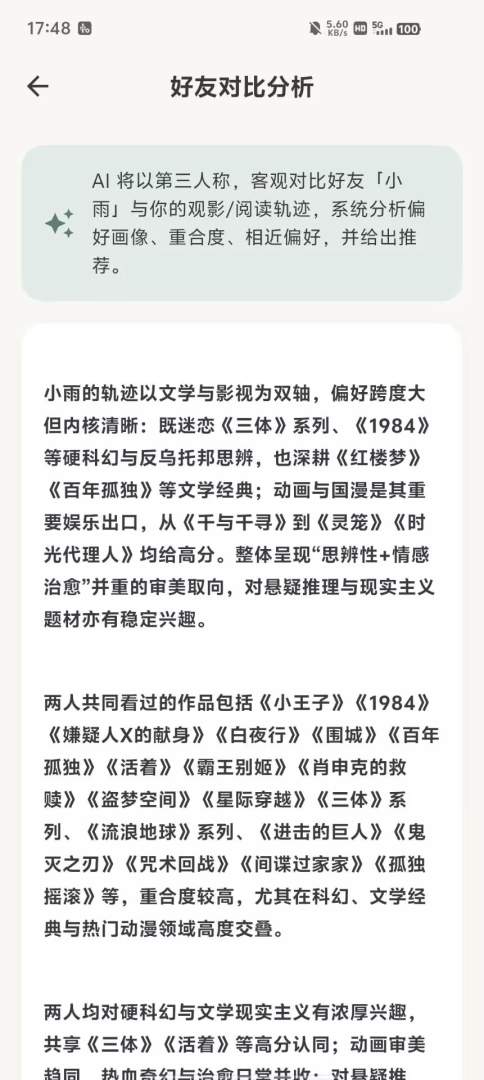 17:48
5.60
KB/s
HD
5G
100
好友对比分析
AI 将以第三人称，客观对比好友「小
雨」与你的观影/阅读轨迹，系统分析偏
好画像、重合度、相近偏好，并给出推
荐。
小雨的轨迹以文学与影视为双轴，偏好跨度大
但内核清晰：既迷恋《三体》系列、《1984》
等硬科幻与反乌托邦思辨，也深耕《红楼梦》
《百年孤独》等文学经典；动画与国漫是其重
要娱乐出口，从《千与千寻》到《灵笼》《时
光代理人》均给高分。整体呈现“思辨性+情感
治愈”并重的审美取向，对悬疑推理与现实主义
题材亦有稳定兴趣。
两人共同看过的作品包括《小王子》《1984》
《嫌疑人X的献身》《白夜行》《围城》《百年
孤独》《活着》《霸王别姬》《肖申克的救
赎》《盗梦空间》《星际穿越》《三体》系
列、《流浪地球》系列、《进击的巨人》《鬼
灭之刃》《咒术回战》《间谍过家家》《孤独
摇滚》等，重合度较高，尤其在科幻、文学经
典与热门动漫领域高度交叠。
两人均对硬科幻与文学现实主义有浓厚兴趣，
共享《三体》《活着》等高分认同；动画审美
趋同，热血奇幻与治愈日常并收；对悬疑推